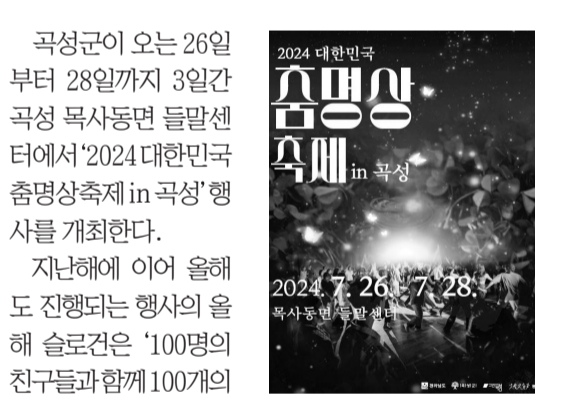 곡성군이 오는 26일
부터 28일까지 3일간
곡성 목사동면 들말센
터에서 ‘2024 대한민국
춤명상축제 in 곡성’ 행
사를 개최한다.
지난해에 이어 올해
도 진행되는 행사의 올
해 슬로건은 ‘100명의
친구들과 함께 100개의
2024 대한민국
춤명상
축제 in 곡성
2024. 7. 26. - 7. 28.
목사동면 들말센터
전라남도